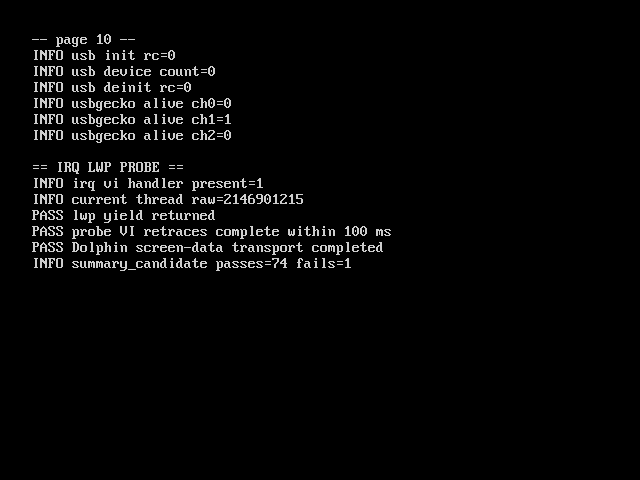 -- page 10 --
INFO usb init rc=0
INFO usb device count=0
INFO usb deinit rc=0
INFO usbgecko alive ch0=0
INFO usbgecko alive ch1=1
INFO usbgecko alive ch2=0
== IRQ LWP PROBE ==
INFO irq vi handler present=1
INFO current thread raw=2146901215
PASS lwp yield returned
PASS probe VI retraces complete within 100 ms
PASS Dolphin screen-data transport completed
INFO summary_candidate passes=74 fails=1